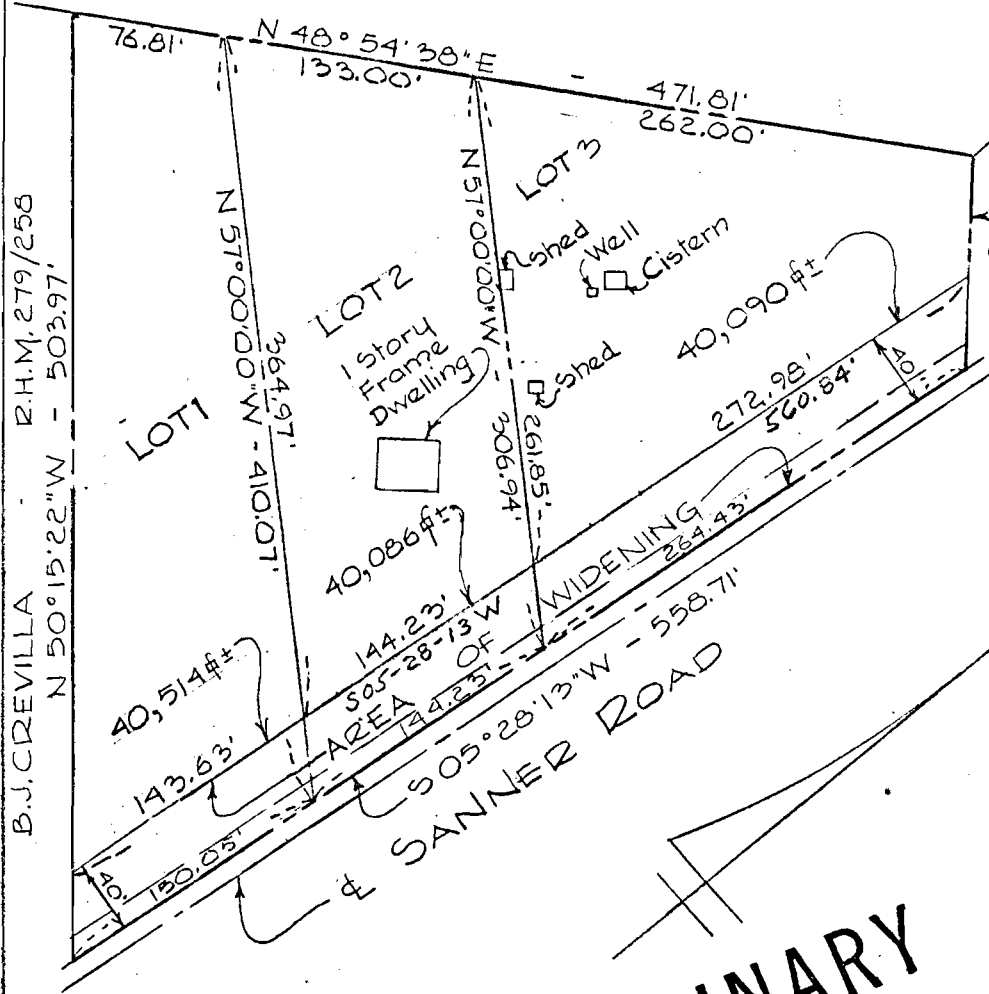 76.81'
N 48° 54' 38" E
133.00'
471.81'
262.00'
B.J. CREVILLA - R.H.M. 279/258
N 50°15'22"W - 503.97'
N 57°00'00"W - 410.07'
364.97'
N 57°00'00"W - 306.94'
261.85'
LOT 1
LOT 2
LOT 3
1 Story
Frame
Dwelling
Shed
Well
Cistern
Shed
40,090 ft±
40'
272.98'
560.84'
40,086 ft±
144.23'
S05-28-13 W
40,514 ft±
143.63'
AREA OF WIDENING
264.43'
144.23'
150.05'
40'
S 05° 28' 13" W - 558.71'
℄ SANNER ROAD
INARY